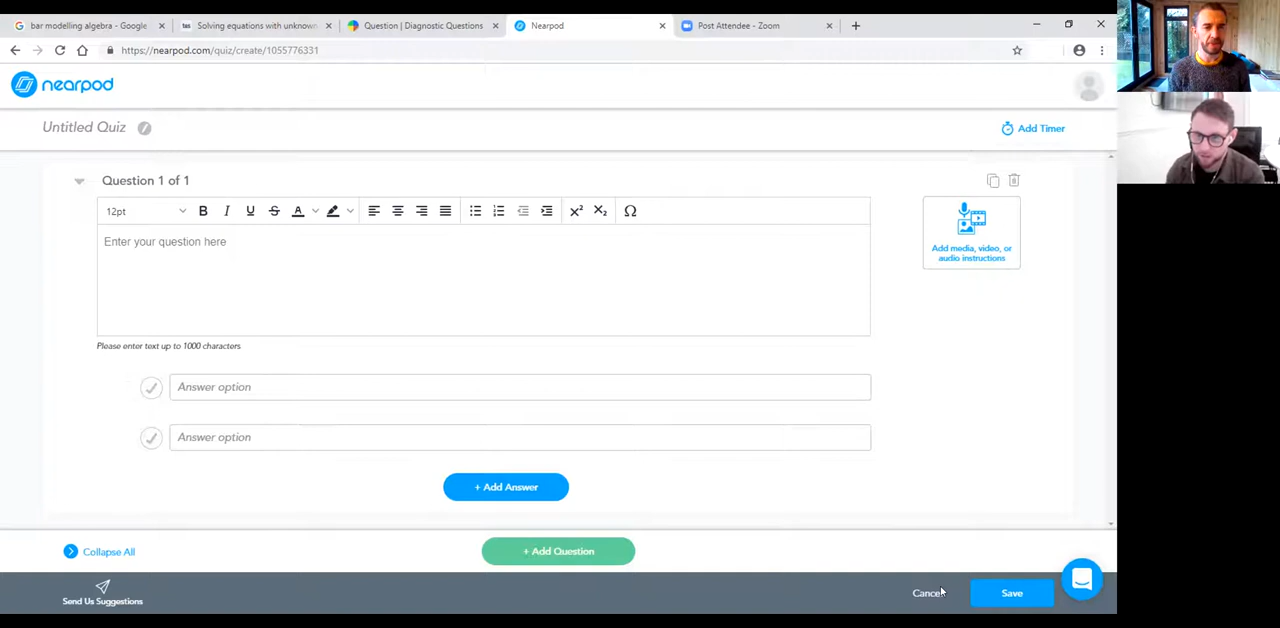 bar modelling algebra - Google
Solving equations with unknown
Question | Diagnostic Questions
Nearpod
Post Attendee - Zoom
https://nearpod.com/quiz/create/1055776331
nearpod
Untitled Quiz
Add Timer
Question 1 of 1
12pt
B I U S A x² x₂ Ω
Enter your question here
Add media, video, or
audio instructions
Please enter text up to 1000 characters
Answer option
Answer option
+ Add Answer
Collapse All
+ Add Question
Send Us Suggestions
Cancel
Save